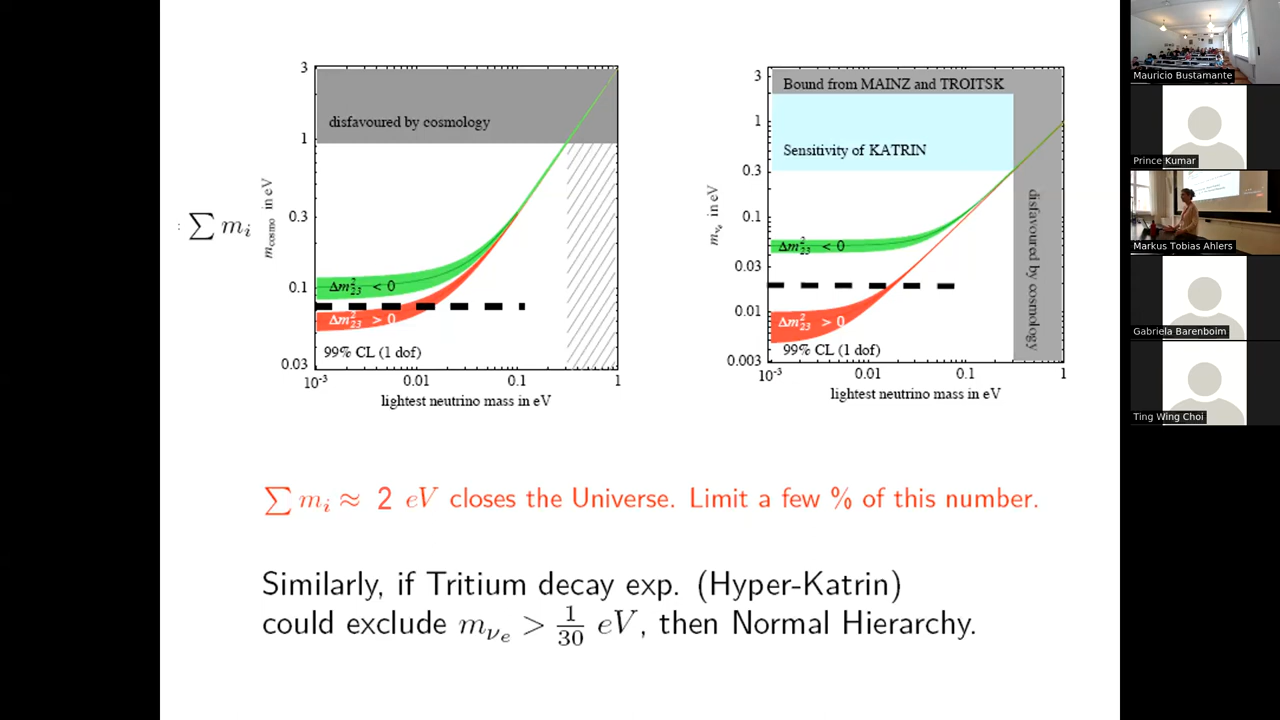 : ∑ m_i
m_cosmo in eV
3
1
0.3
0.1
0.03
disfavoured by cosmology
Δm²₂₃ < 0
Δm²₂₃ > 0
99% CL (1 dof)
10⁻³ 0.01 0.1 1
lightest neutrino mass in eV
m_νₑ in eV
3
1
0.3
0.1
0.03
0.01
0.003
Bound from MAINZ and TROITSK
Sensitivity of KATRIN
disfavoured by cosmology
Δm²₂₃ < 0
Δm²₂₃ > 0
99% CL (1 dof)
10⁻³ 0.01 0.1 1
lightest neutrino mass in eV
∑ m_i ≈ 2 eV closes the Universe. Limit a few % of this number.
Similarly, if Tritium decay exp. (Hyper-Katrin)
could exclude m_νₑ > 1/30 eV, then Normal Hierarchy.
Mauricio Bustamante
Prince Kumar
Markus Tobias Ahlers
Gabriela Barenboim
Ting Wing Choi